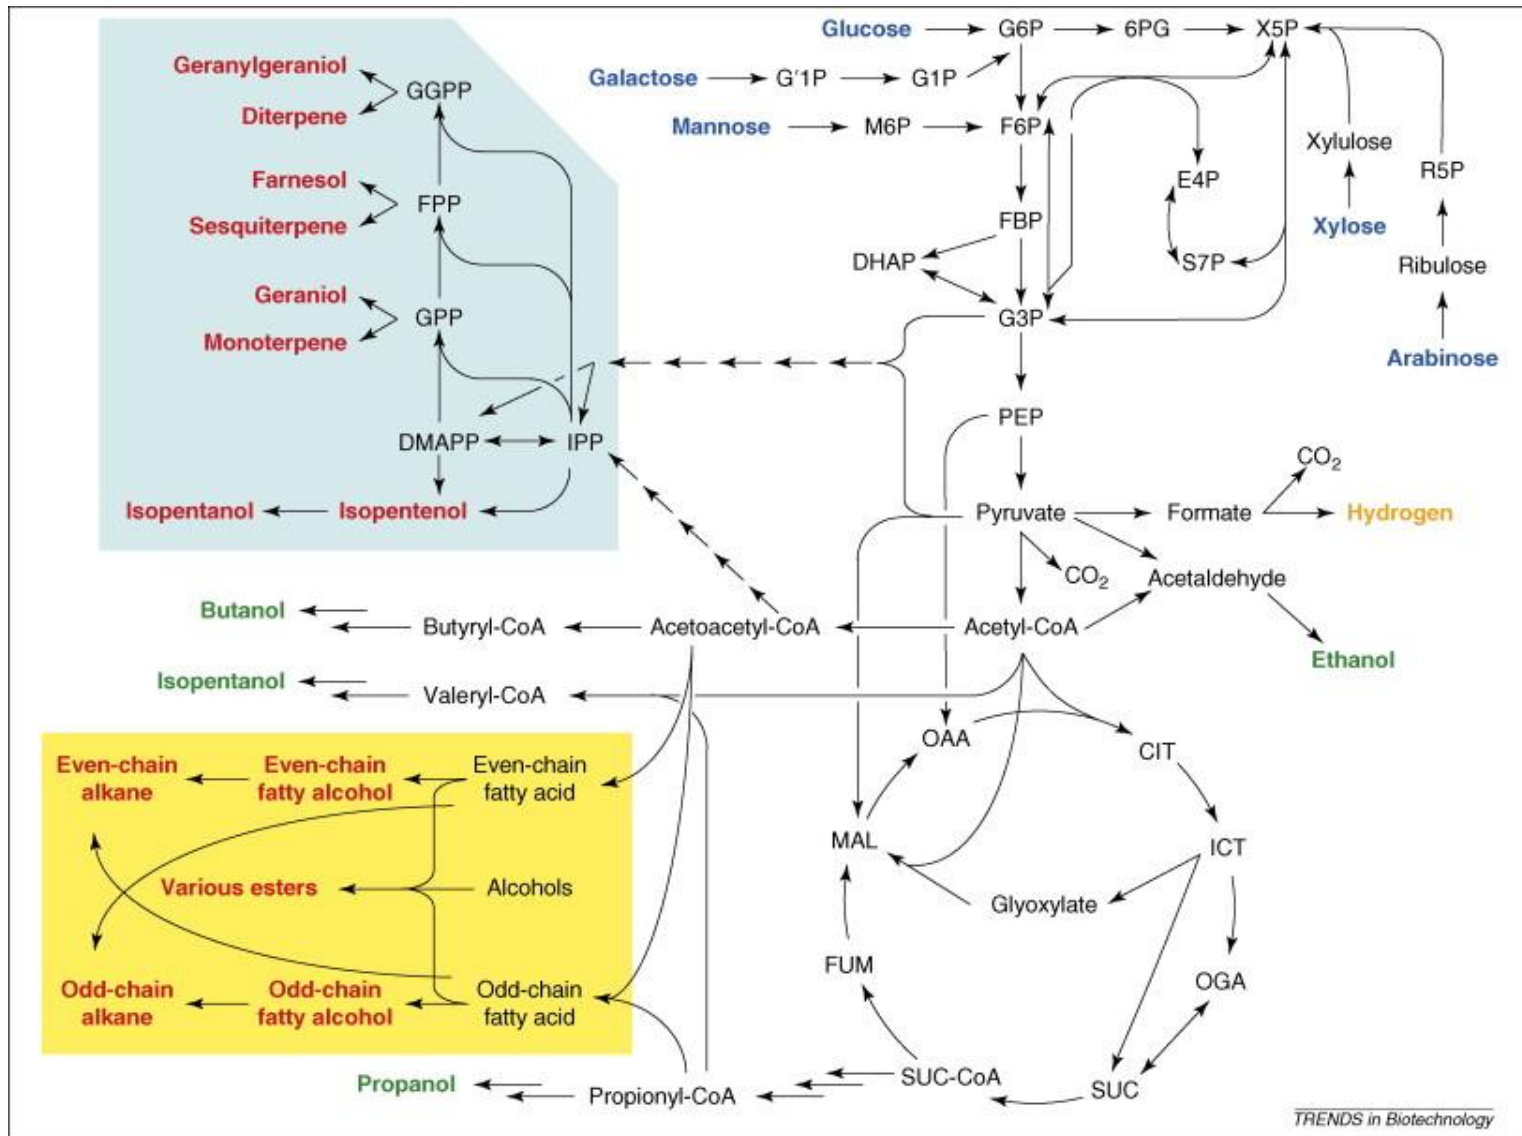 Glucose
G6P
6PG
X5P
Galactose
G'1P
G1P
Mannose
M6P
F6P
Xylulose
R5P
E4P
Xylose
FBP
DHAP
S7P
Ribulose
G3P
Arabinose
Geranylgeraniol
GGPP
Diterpene
Farnesol
FPP
Sesquiterpene
Geraniol
GPP
Monoterpene
DMAPP
IPP
Isopentanol
Isopentenol
PEP
CO2
Pyruvate
Formate
Hydrogen
CO2
Acetaldehyde
Butanol
Butyryl-CoA
Acetoacetyl-CoA
Acetyl-CoA
Ethanol
Isopentanol
Valeryl-CoA
OAA
CIT
Even-chain
alkane
Even-chain
fatty alcohol
Even-chain
fatty acid
MAL
ICT
Various esters
Alcohols
Glyoxylate
FUM
OGA
Odd-chain
alkane
Odd-chain
fatty alcohol
Odd-chain
fatty acid
Propanol
Propionyl-CoA
SUC-CoA
SUC
TRENDS in Biotechnology